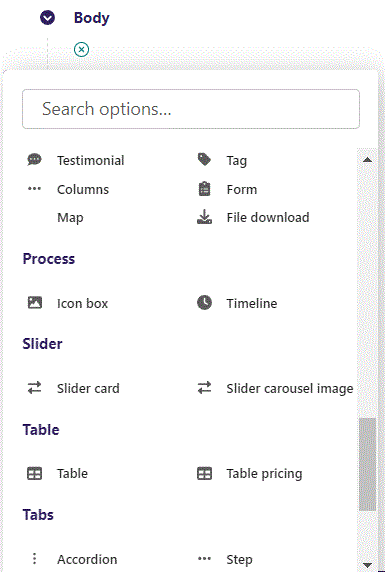 Body
Search options...
Testimonial Tag
Columns Form
Map File download
Process
Icon box Timeline
Slider
Slider card Slider carousel image
Table
Table Table pricing
Tabs
Accordion Step